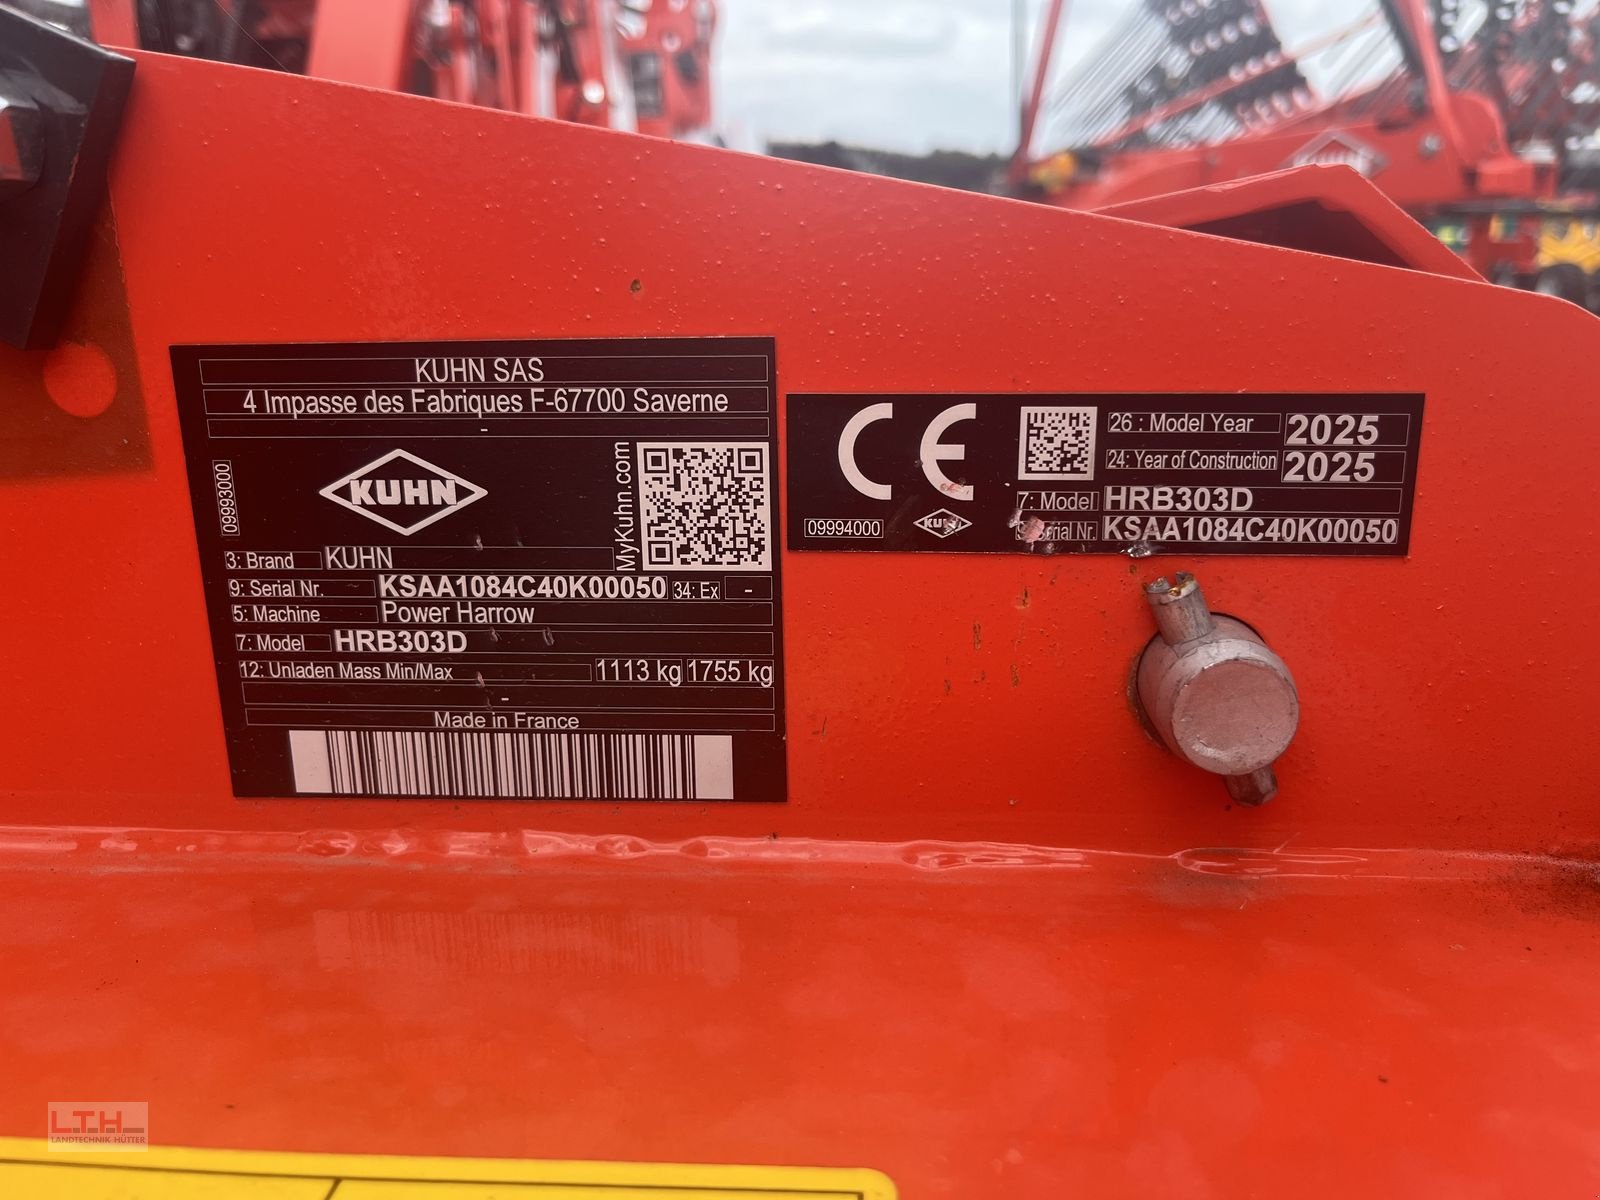 KUHN SAS
4 Impasse des Fabriques F-67700 Saverne
-
09993000
KUHN
MyKuhn.com
3: Brand KUHN
9: Serial Nr. KSAA1084C40K00050 34: Ex -
5: Machine Power Harrow
7: Model HRB303D
12: Unladen Mass Min/Max 1113 kg 1755 kg
-
Made in France
CE
09994000
KUHN
26 : Model Year 2025
24: Year of Construction 2025
7: Model HRB303D
9: Serial Nr. KSAA1084C40K00050
L.T.H.
LANDTECHNIK HÜTTER